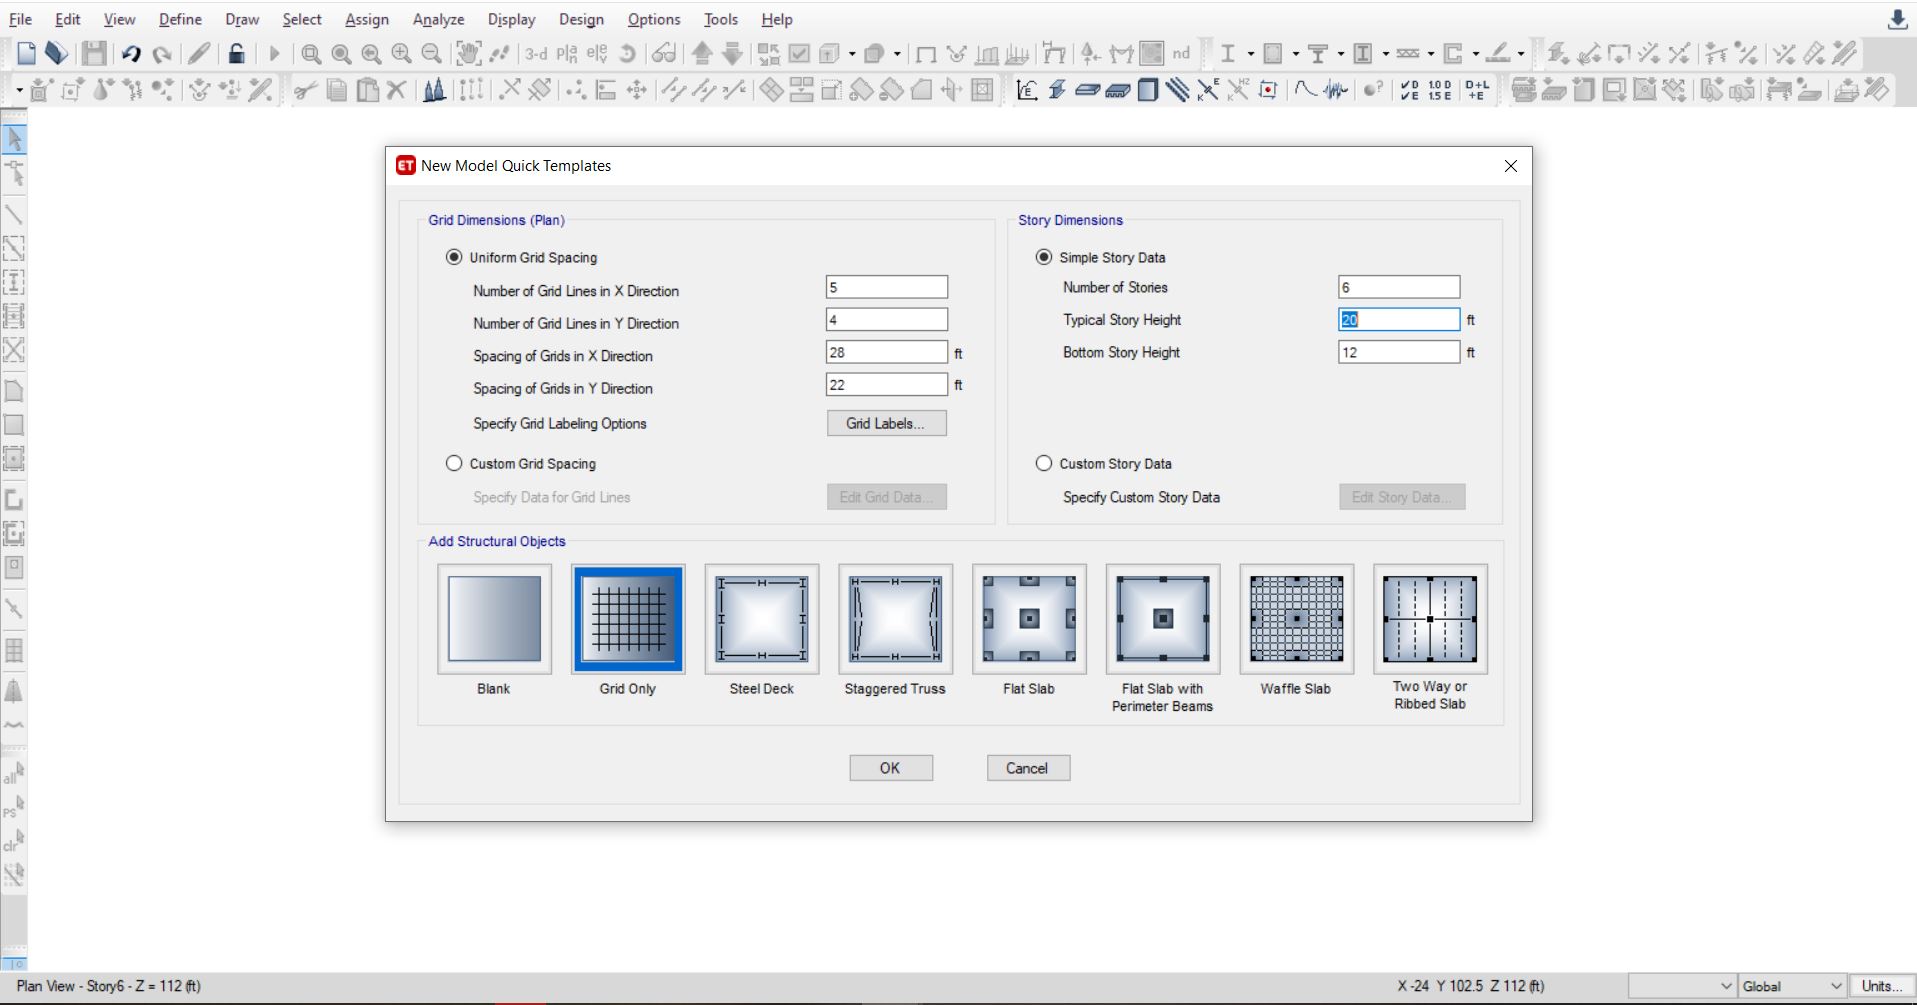 File Edit View Define Draw Select Assign Analyze Display Design Options Tools Help
3-d pla ele nd
ET New Model Quick Templates
Grid Dimensions (Plan)
Uniform Grid Spacing
Number of Grid Lines in X Direction 5
Number of Grid Lines in Y Direction 4
Spacing of Grids in X Direction 28 ft
Spacing of Grids in Y Direction 22 ft
Specify Grid Labeling Options Grid Labels...
Custom Grid Spacing
Specify Data for Grid Lines Edit Grid Data...
Story Dimensions
Simple Story Data
Number of Stories 6
Typical Story Height 20 ft
Bottom Story Height 12 ft
Custom Story Data
Specify Custom Story Data Edit Story Data...
Add Structural Objects
Blank
Grid Only
Steel Deck
Staggered Truss
Flat Slab
Flat Slab with
Perimeter Beams
Waffle Slab
Two Way or
Ribbed Slab
OK Cancel
all
ps
clr
Plan View - Story6 - Z = 112 (ft) X -24 Y 102.5 Z 112 (ft) Global Units...